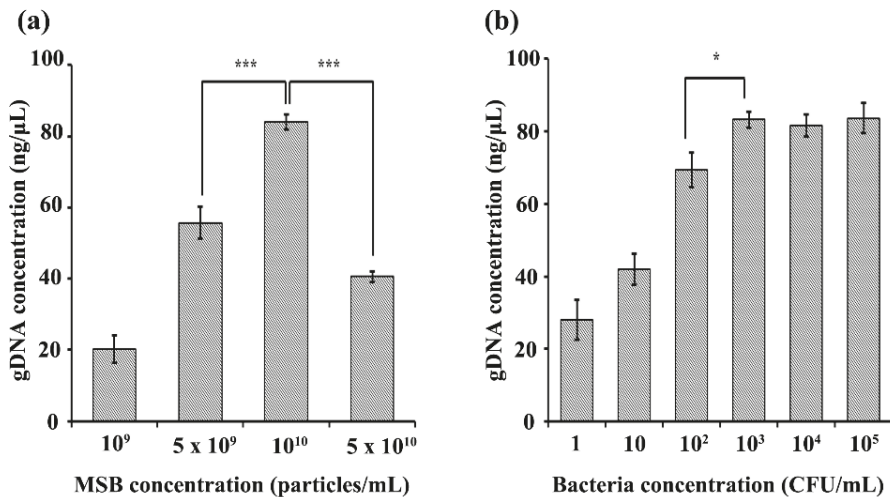 (a)
100
80
60
40
20
0
gDNA concentration (ng/μL)
***
***
10⁹
5 x 10⁹
10¹⁰
5 x 10¹⁰
MSB concentration (particles/mL)
(b)
100
80
60
40
20
0
gDNA concentration (ng/μL)
*
1
10
10²
10³
10⁴
10⁵
Bacteria concentration (CFU/mL)